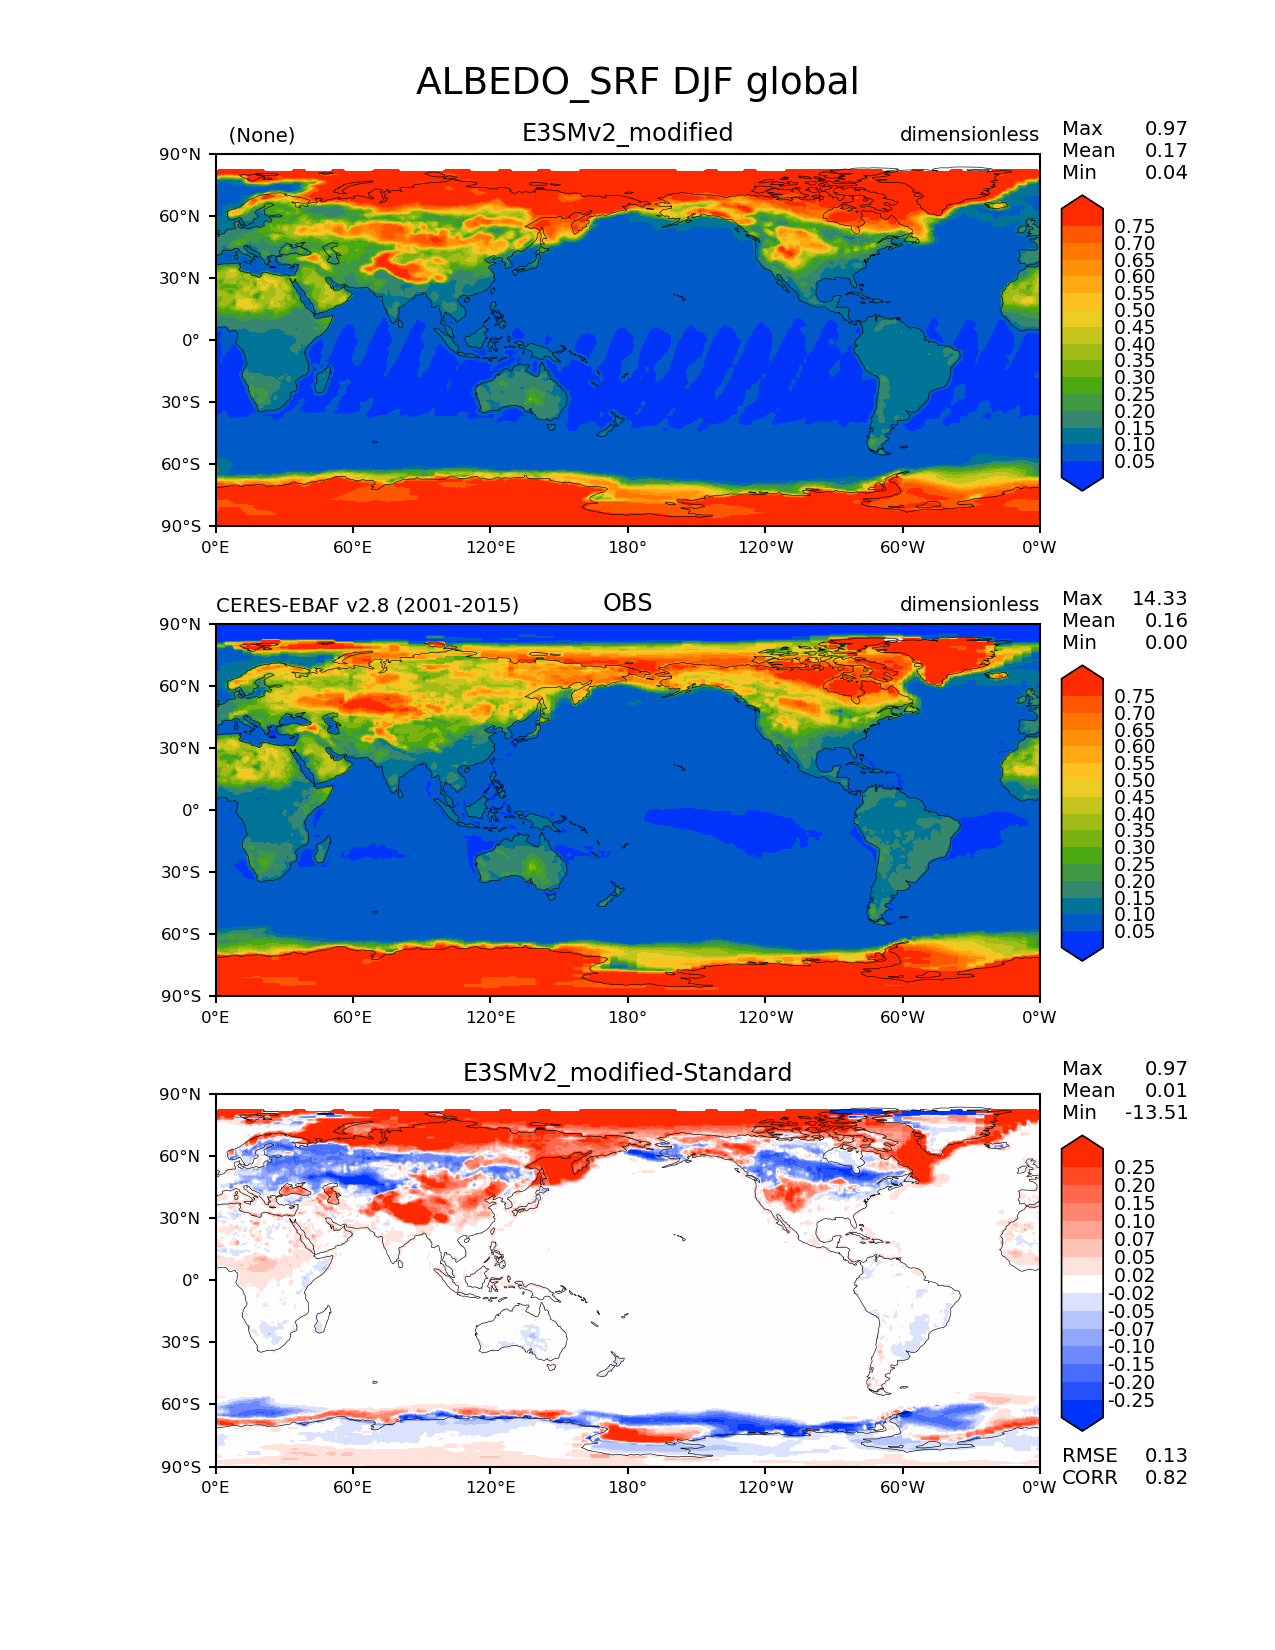 ALBEDO_SRF DJF global
(None) E3SMv2_modified dimensionless
Max 0.97
Mean 0.17
Min 0.04
90°N
60°N
30°N
0°
30°S
60°S
90°S
0°E 60°E 120°E 180° 120°W 60°W 0°W
0.75
0.70
0.65
0.60
0.55
0.50
0.45
0.40
0.35
0.30
0.25
0.20
0.15
0.10
0.05
CERES-EBAF v2.8 (2001-2015) OBS dimensionless
Max 14.33
Mean 0.16
Min 0.00
90°N
60°N
30°N
0°
30°S
60°S
90°S
0°E 60°E 120°E 180° 120°W 60°W 0°W
0.75
0.70
0.65
0.60
0.55
0.50
0.45
0.40
0.35
0.30
0.25
0.20
0.15
0.10
0.05
E3SMv2_modified-Standard
Max 0.97
Mean 0.01
Min -13.51
90°N
60°N
30°N
0°
30°S
60°S
90°S
0°E 60°E 120°E 180° 120°W 60°W 0°W
0.25
0.20
0.15
0.10
0.07
0.05
0.02
-0.02
-0.05
-0.07
-0.10
-0.15
-0.20
-0.25
RMSE 0.13
CORR 0.82